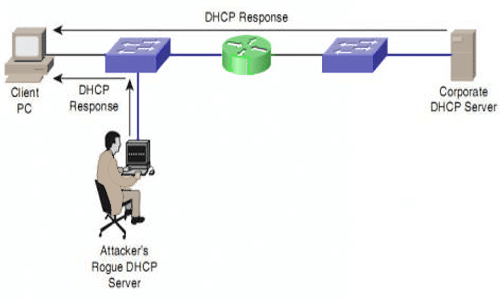 DHCP Response
Client
PC
DHCP
Response
Corporate
DHCP Server
Attacker's
Rogue DHCP
Server